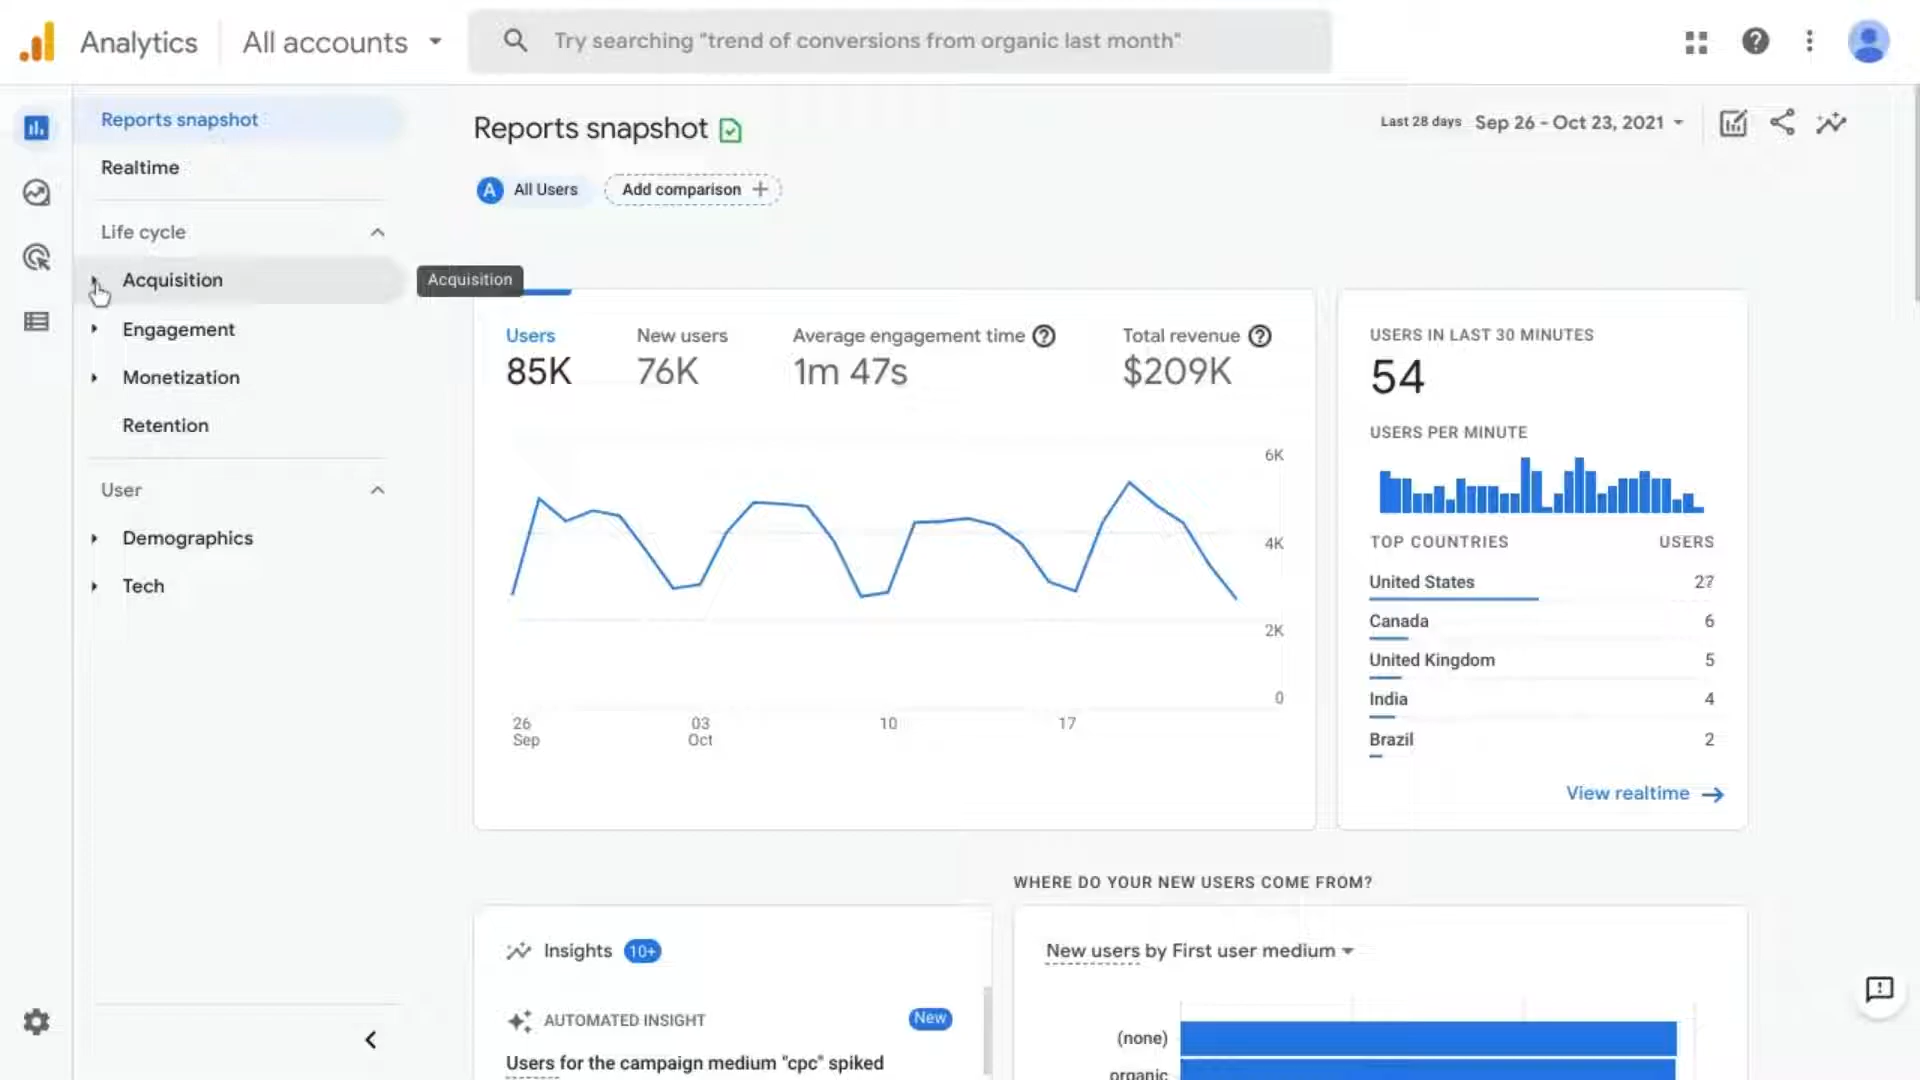 Analytics
All accounts
Try searching "trend of conversions from organic last month"
Reports snapshot
Realtime
Life cycle
Acquisition
Engagement
Monetization
Retention
User
Demographics
Tech
Acquisition
Reports snapshot
Last 28 days Sep 26 - Oct 23, 2021
A All Users
Add comparison +
Users
85K
New users
76K
Average engagement time
1m 47s
Total revenue
$209K
6K
4K
2K
0
26
Sep
03
Oct
10
17
USERS IN LAST 30 MINUTES
54
USERS PER MINUTE
TOP COUNTRIES USERS
United States
Canada 6
United Kingdom 5
India 4
Brazil 2
View realtime
WHERE DO YOUR NEW USERS COME FROM?
Insights 10+
AUTOMATED INSIGHT New
Users for the campaign medium "cpc" spiked
New users by First user medium
(none)
organic